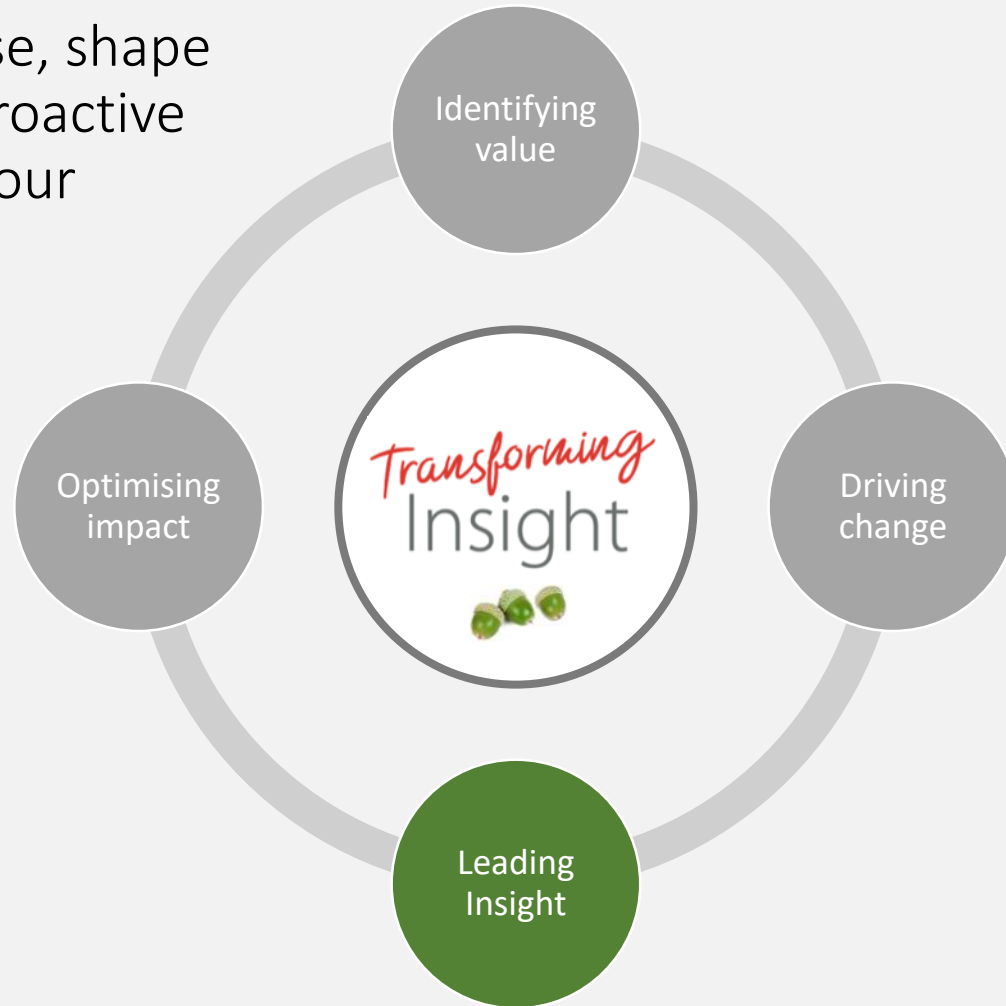 se, shape
roactive
our
Identifying
value
Optimising
impact
Transforming
Insight
Driving
change
Leading
Insight